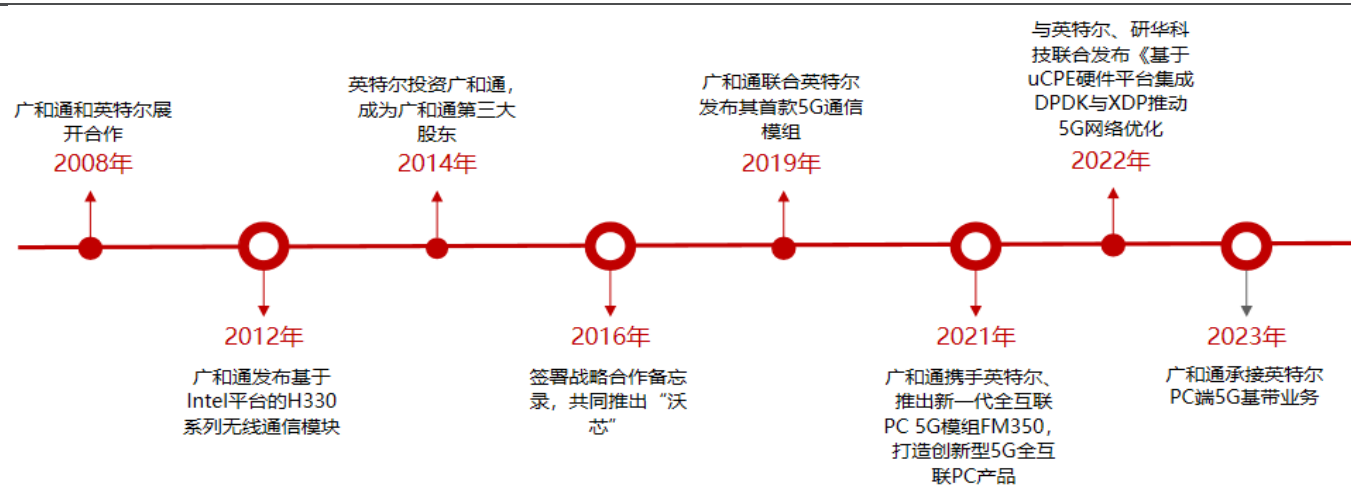 广和通和英特尔展
开合作
2008年
广和通发布基于
Intel平台的H330
系列无线通信模块
2012年
英特尔投资广和通，
成为广和通第三大
股东
2014年
签署战略合作备忘
录，共同推出“沃
芯”
2016年
广和通联合英特尔
发布其首款5G通信
模组
2019年
广和通携手英特尔、
推出新一代全互联
PC 5G模组FM350，
打造创新型5G全互
联PC产品
2021年
与英特尔、研华科
技联合发布《基于
uCPE硬件平台集成
DPDK与XDP推动
5G网络优化
2022年
2023年
广和通承接英特尔
PC端5G基带业务